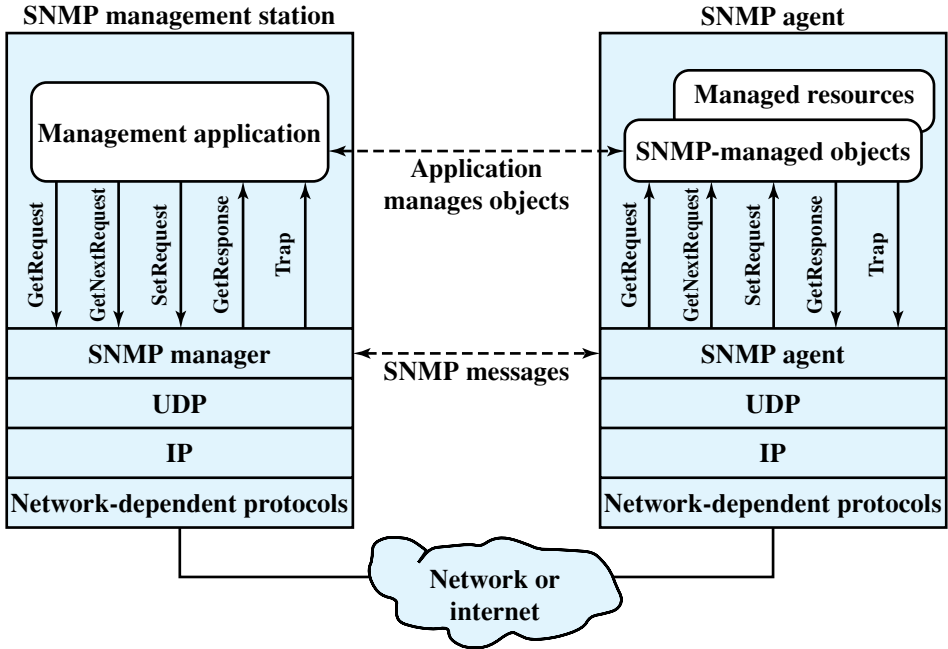 SNMP management station
SNMP agent
Managed resources
Management application
SNMP-managed objects
Application
manages objects
GetRequest
GetNextRequest
SetRequest
GetResponse
Trap
GetRequest
GetNextRequest
SetRequest
GetResponse
Trap
SNMP manager
SNMP messages
SNMP agent
UDP
UDP
IP
IP
Network-dependent protocols
Network-dependent protocols
Network or
internet